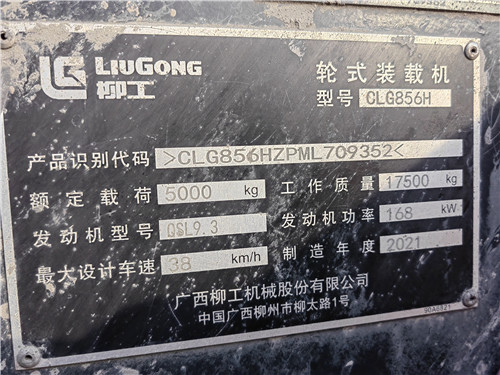 LIUGONG
柳工
轮式装载机
型号 CLG856H
产品识别代码 >CLG856HZPML709352<
额定载荷 5000 kg 工作质量 17500 kg
发动机型号 QSL9.3 发动机功率 168 kW
最大设计车速 38 km/h 制造年度 2021
广西柳工机械股份有限公司
中国广西柳州市柳太路1号
90A6821